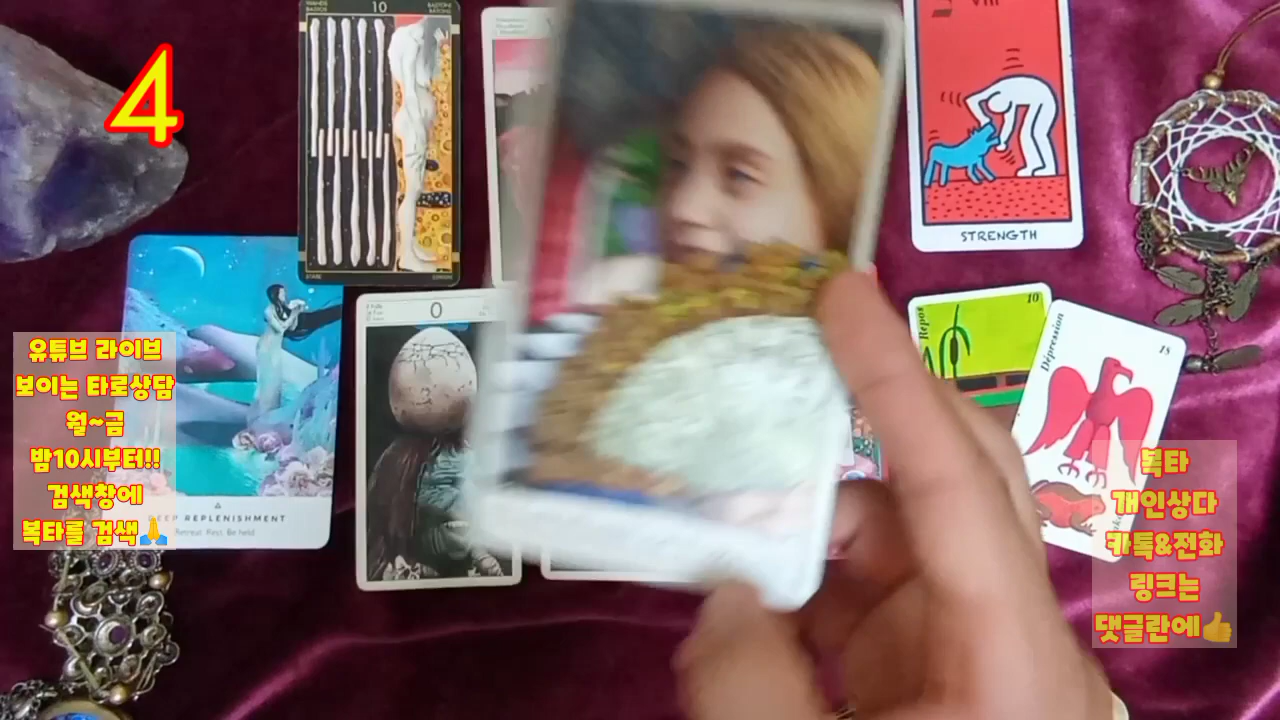 4
10
STARE
VIII
STRENGTH
DEEP REPLENISHMENT
Retreat. Rest. Be held.
0
10
Repos
15
Dépression
유튜브 라이브
보이는 타로상담
월~금
밤10시부터!!
검색창에
복타를 검색🙏
복타
개인상다
카톡&전화
링크는
댓글란에👍